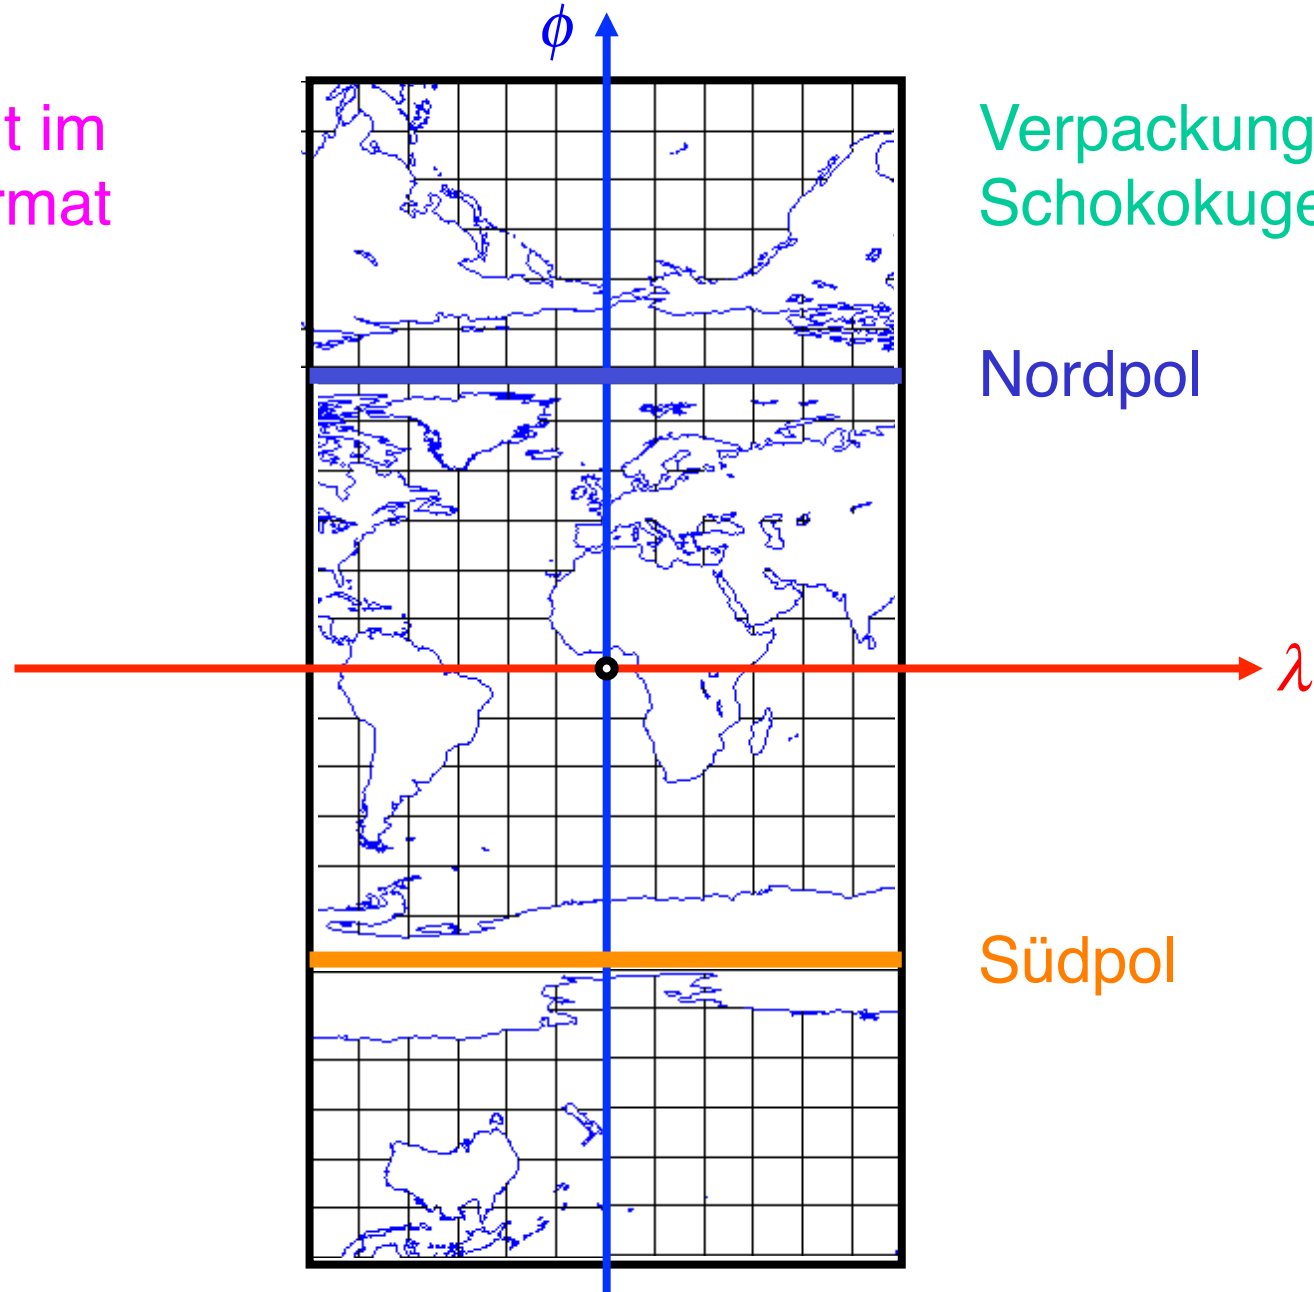 ϕ
t im
rmat
Verpackung
Schokokuge
Nordpol
λ
Südpol